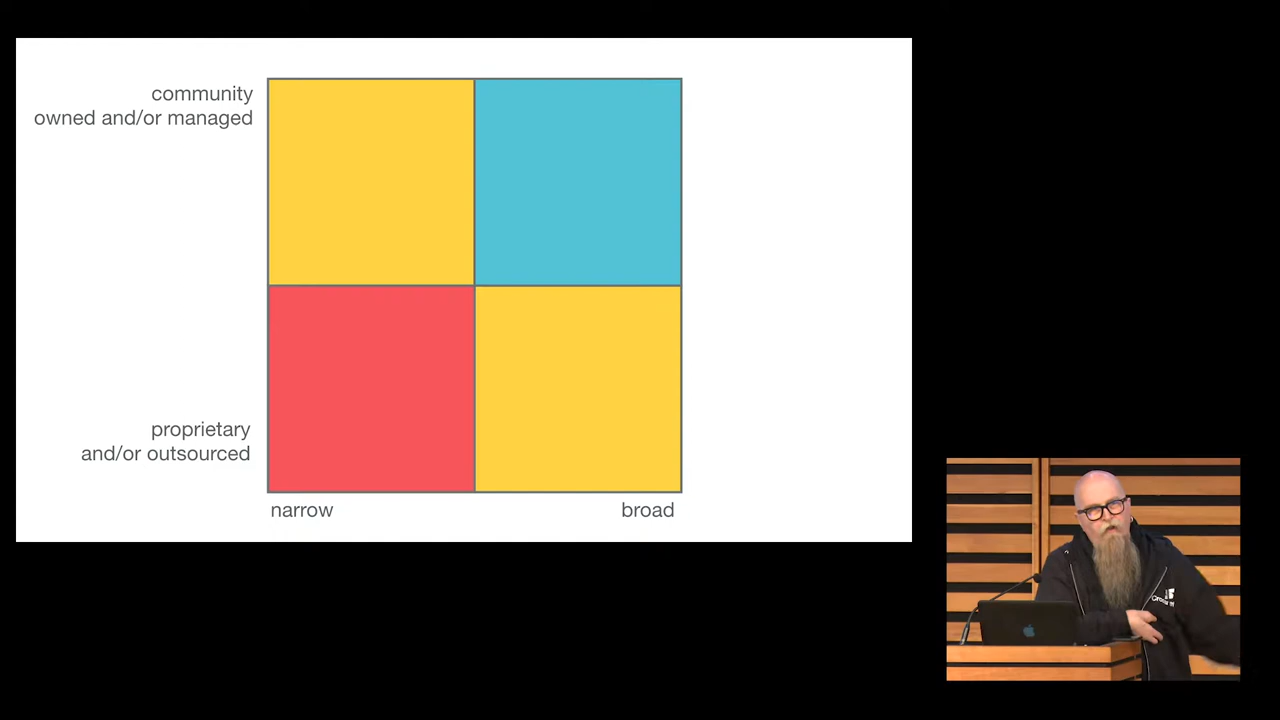 community
owned and/or managed
proprietary
and/or outsourced
narrow
broad